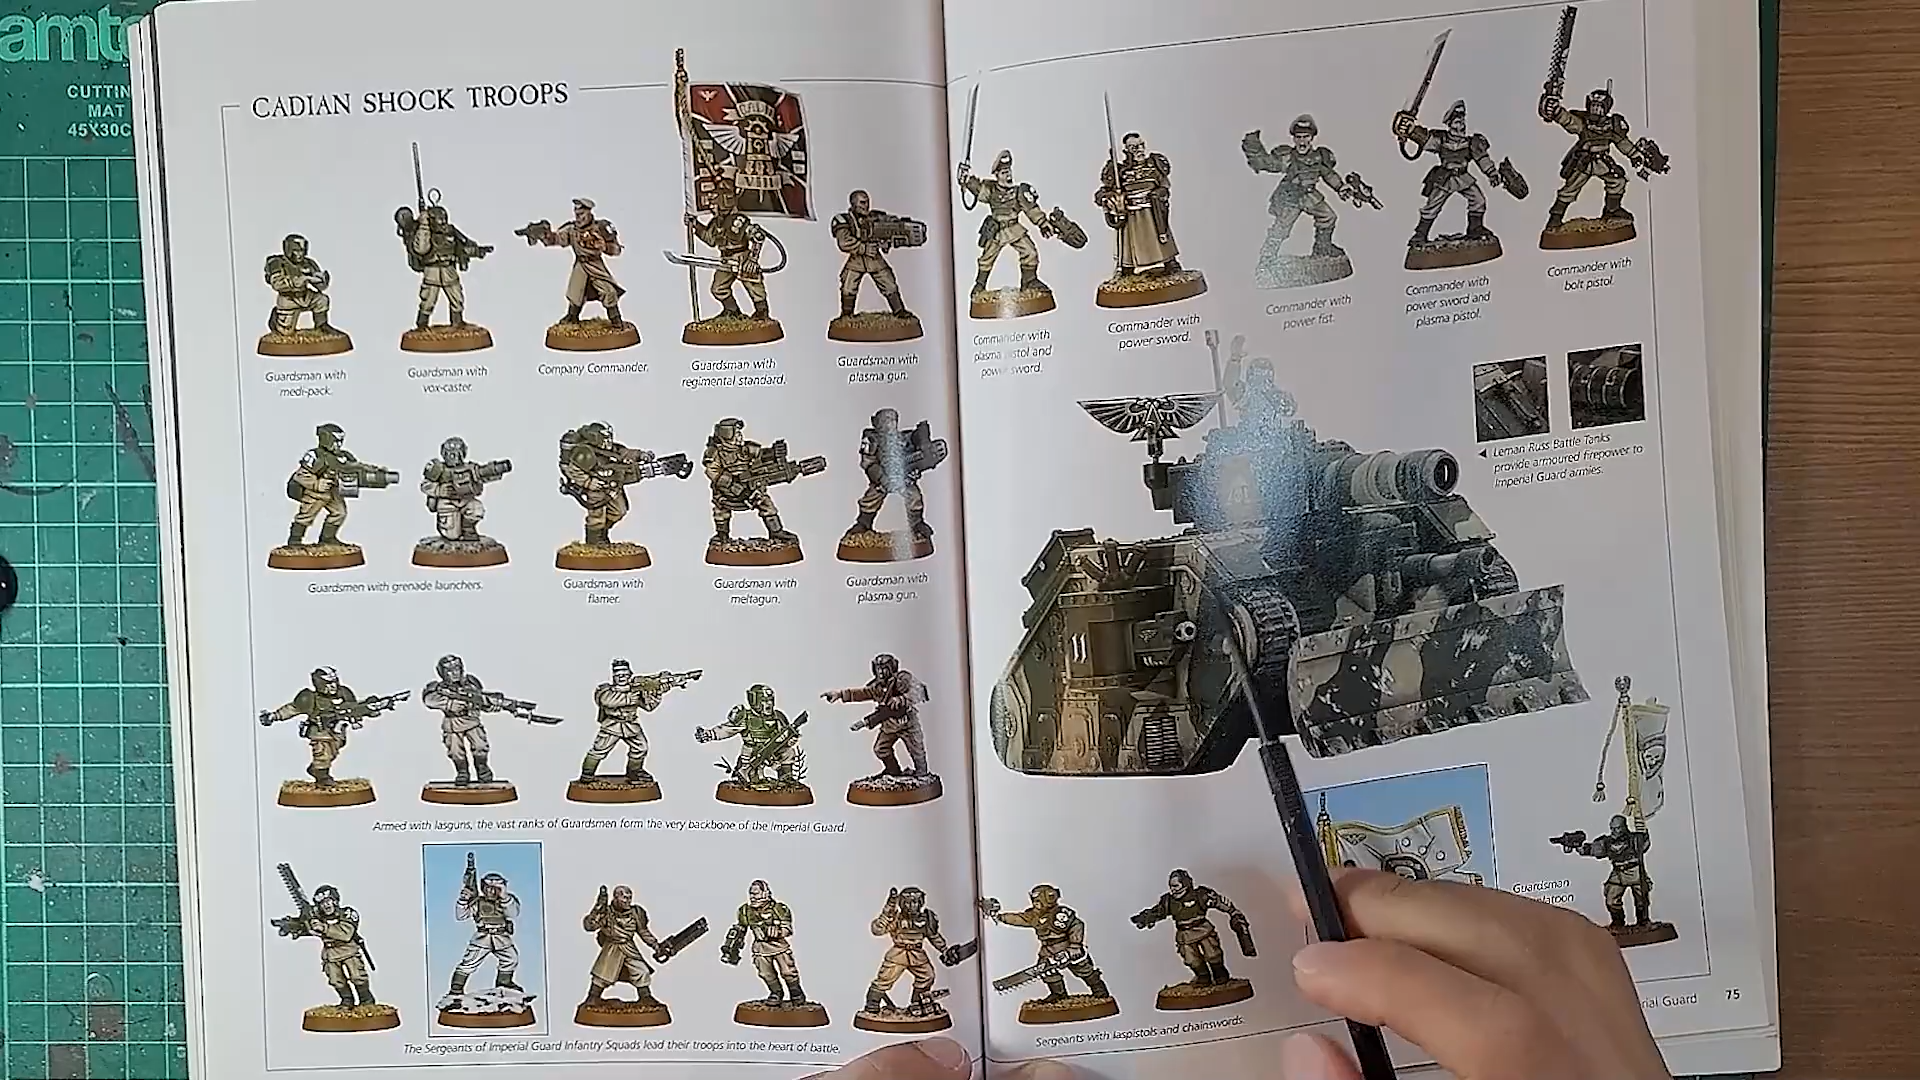 CUTTING
MAT
CADIAN SHOCK TROOPS
Guardsman with
medi-pack.
Guardsman with
vox-caster.
Company Commander.
Guardsman with
regimental standard.
Guardsman with
plasma gun.
Commander with
plasma pistol and
power sword.
Commander with
power sword.
Commander with
power fist.
Commander with
power sword and
plasma pistol.
Commander with
bolt pistol.
Guardsmen with grenade launchers.
Guardsman with
flamer.
Guardsman with
meltagun.
Guardsman with
plasma gun.
◄ Leman Russ Battle Tanks
provide armoured firepower to
Imperial Guard armies.
Armed with lasguns, the vast ranks of Guardsmen form the very backbone of the Imperial Guard.
The Sergeants of Imperial Guard Infantry Squads lead their troops into the heart of battle.
Sergeants with laspistols and chainswords.
Guardsman
platoon
rial Guard 75